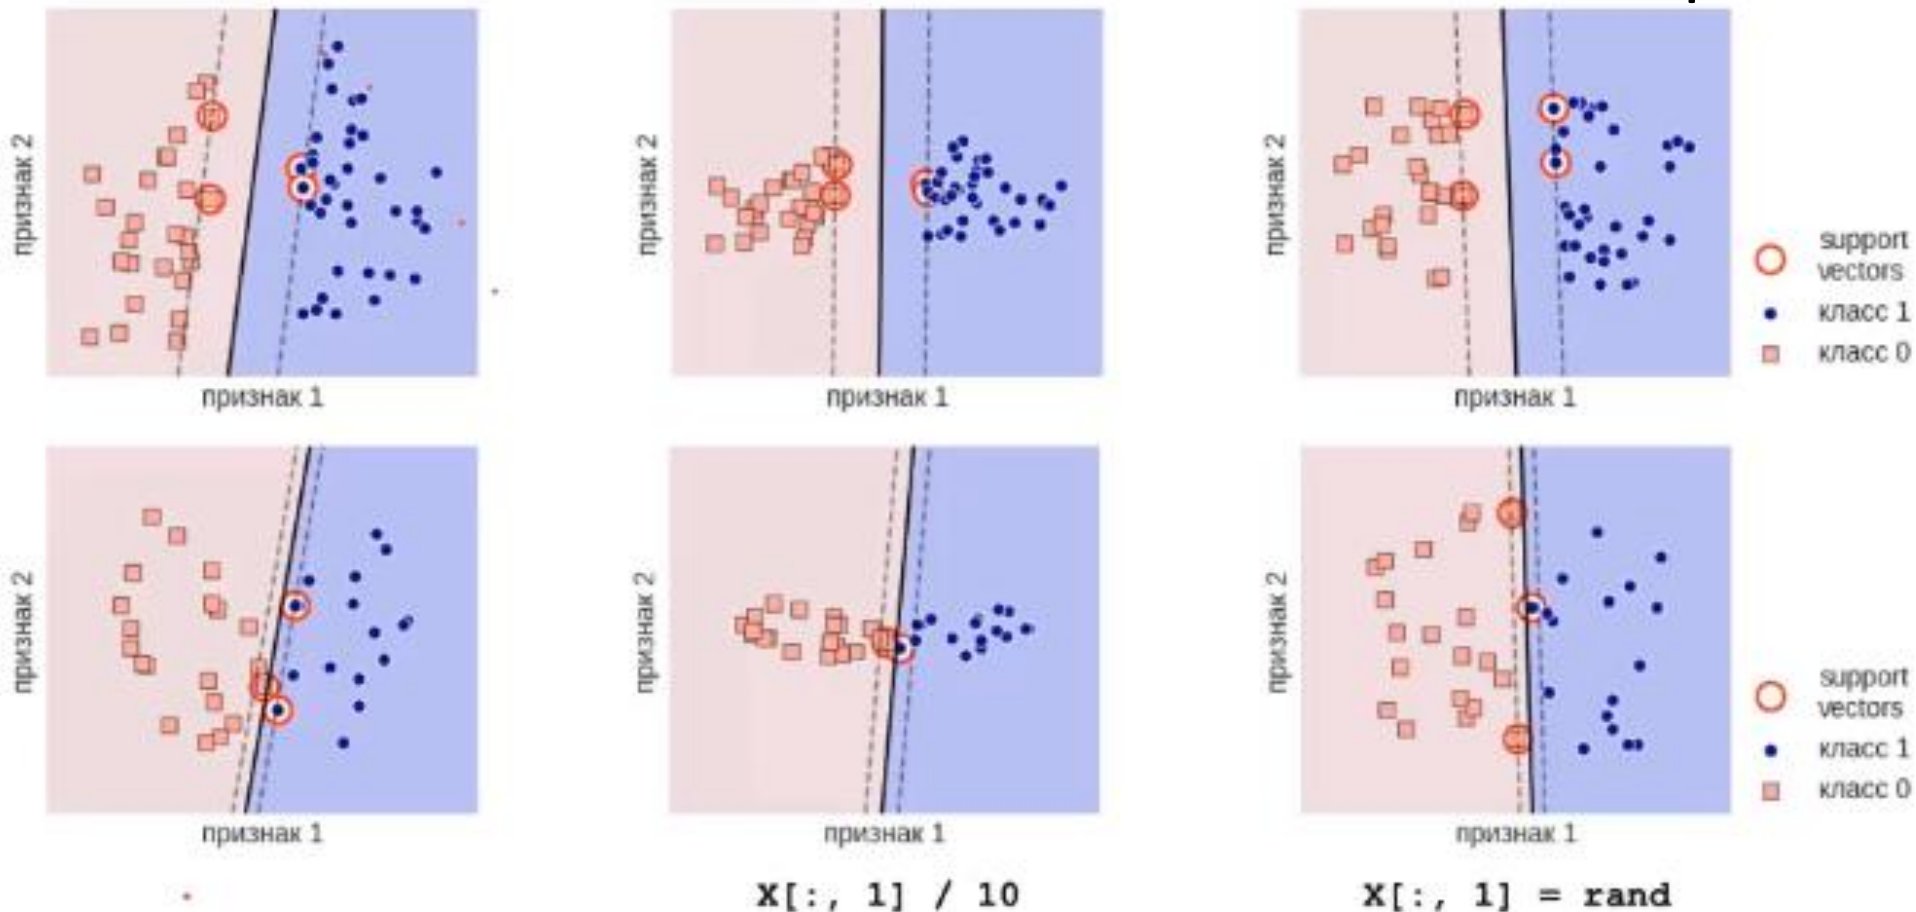 признак 2
признак 1
признак 2
признак 1
признак 2
признак 1
support
vectors
класс 1
класс 0
признак 2
признак 1
признак 2
признак 1
признак 2
признак 1
support
vectors
класс 1
класс 0
X[:, 1] / 10
X[:, 1] = rand